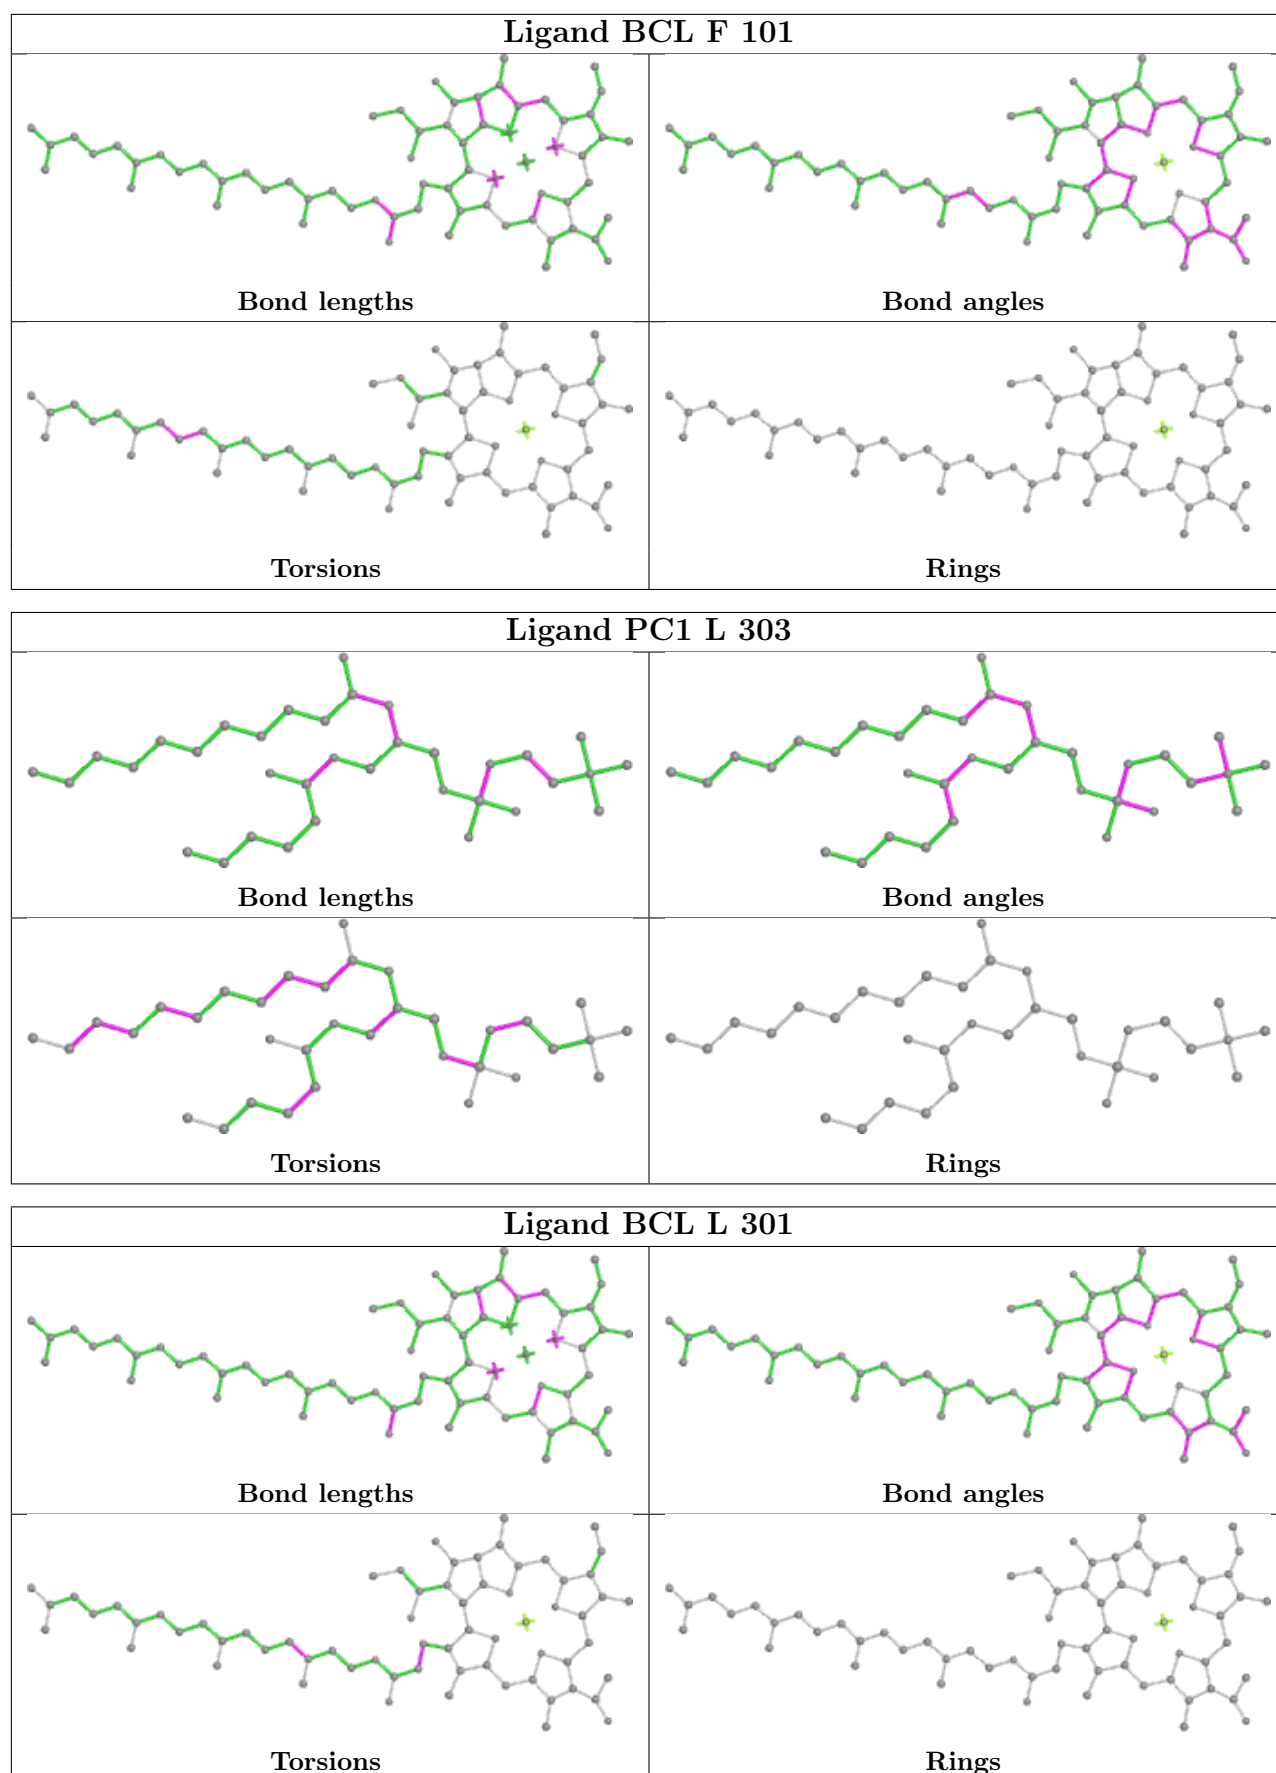 Ligand BCL F 101
Bond lengths
Bond angles
Torsions
Rings
Ligand PC1 L 303
Bond lengths
Bond angles
Torsions
Rings
Ligand BCL L 301
Bond lengths
Bond angles
Torsions
Rings